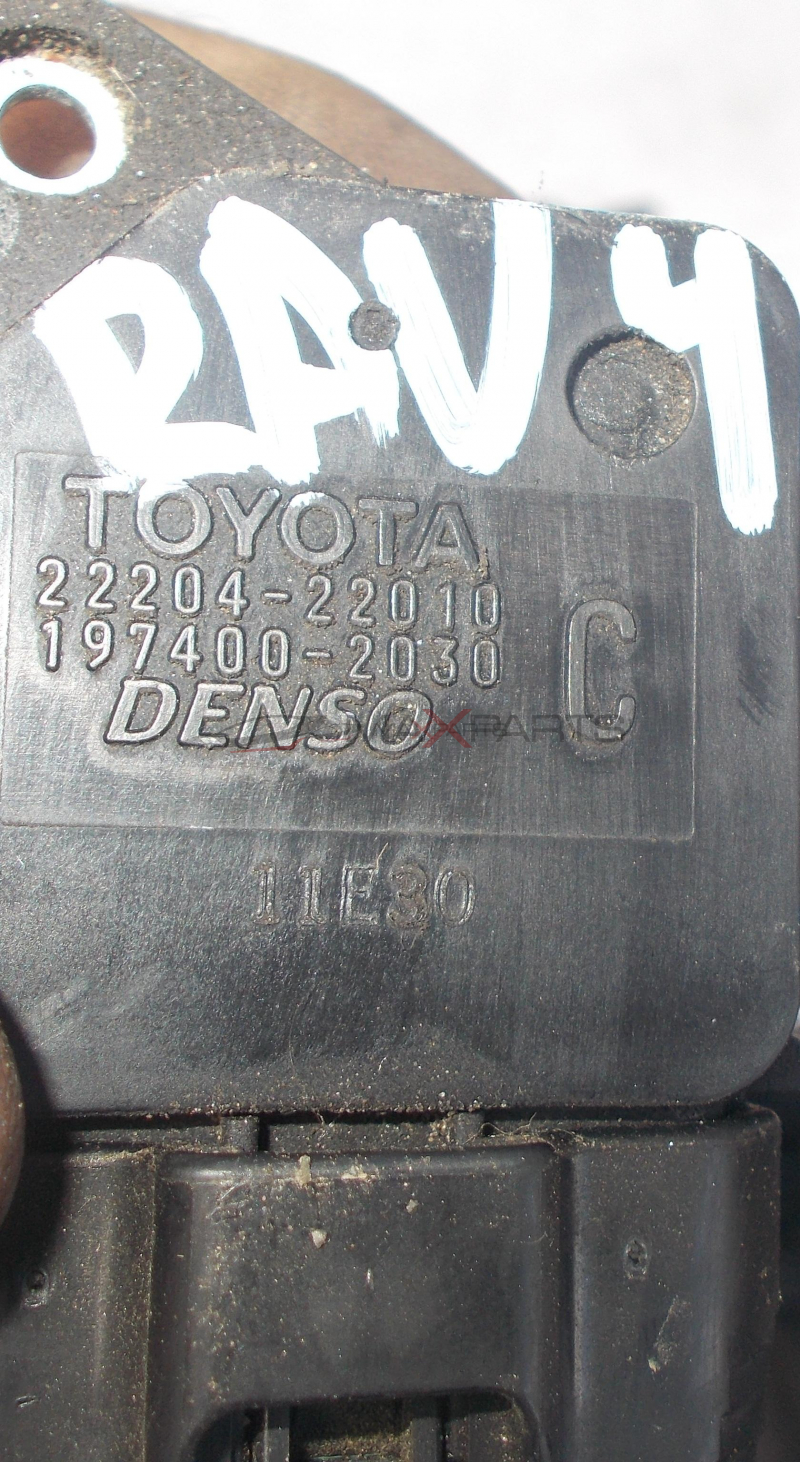 RAV4
TOYOTA
22204-22010
197400-2030
C
DENSO
11E30